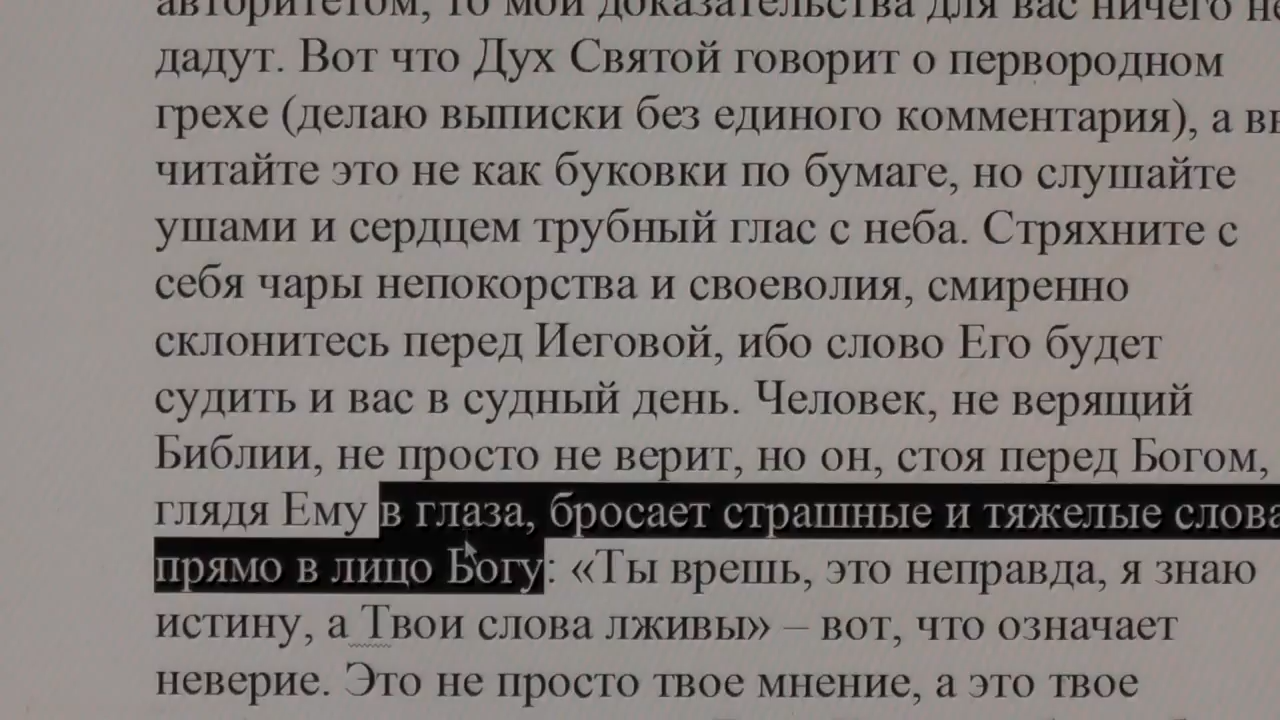 авторитетом, то мои доказательства для вас ничего не
дадут. Вот что Дух Святой говорит о первородном
грехе (делаю выписки без единого комментария), а вы
читайте это не как буковки по бумаге, но слушайте
ушами и сердцем трубный глас с неба. Стряхните с
себя чары непокорства и своеволия, смиренно
склонитесь перед Иеговой, ибо слово Его будет
судить и вас в судный день. Человек, не верящий
Библии, не просто не верит, но он, стоя перед Богом,
глядя Ему в глаза, бросает страшные и тяжелые слова
прямо в лицо Богу: «Ты врешь, это неправда, я знаю
истину, а Твои слова лживы» – вот, что означает
неверие. Это не просто твое мнение, а это твое